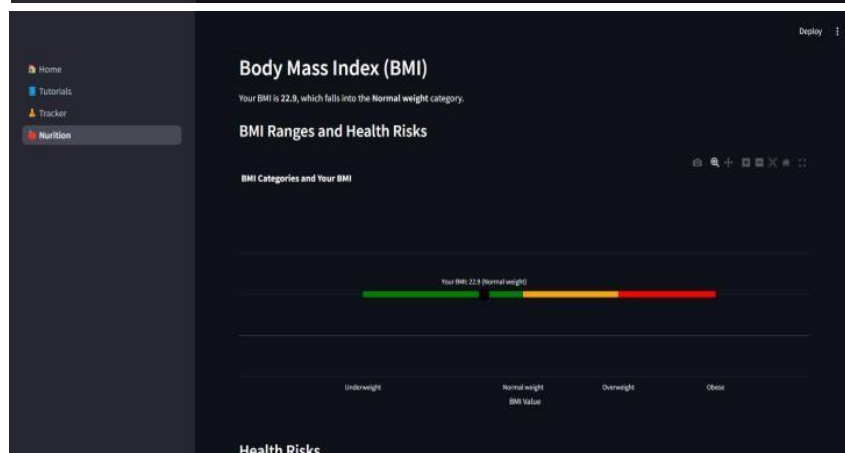 Deploy
Home
Tutorials
Tracker
Nurition
Body Mass Index (BMI)
Your BMI is 22.9, which falls into the Normal weight category.
BMI Ranges and Health Risks
BMI Categories and Your BMI
Your BMI: 22.9 (Normal weight)
Underweight Normal weight Overweight Obese
BMI Value
Health Risks